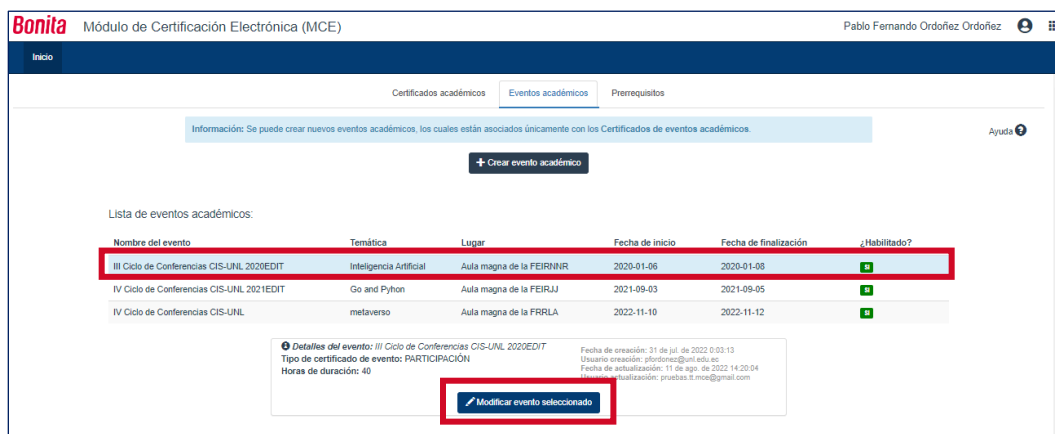 Bonita Módulo de Certificación Electrónica (MCE) Pablo Fernando Ordoñez Ordoñez
Inicio
Certificados académicos Eventos académicos Prerrequisitos
Información: Se puede crear nuevos eventos académicos, los cuales están asociados únicamente con los Certificados de eventos académicos.
Ayuda
Crear evento académico
Lista de eventos académicos:
Nombre del evento Temática Lugar Fecha de inicio Fecha de finalización ¿Habilitado?
III Ciclo de Conferencias CIS-UNL 2020EDIT Inteligencia Artificial Aula magna de la FEIRNNR 2020-01-06 2020-01-08 SI
IV Ciclo de Conferencias CIS-UNL 2021EDIT Go and Pyhon Aula magna de la FEIRJJ 2021-09-03 2021-09-05 SI
IV Ciclo de Conferencias CIS-UNL metaverso Aula magna de la FRRLA 2022-11-10 2022-11-12 SI
Detalles del evento: III Ciclo de Conferencias CIS-UNL 2020EDIT
Tipo de certificado de evento: PARTICIPACIÓN
Horas de duración: 40
Fecha de creación: 31 de jul. de 2022 0:03:13
Usuario creación: pfordonez@unl.edu.ec
Fecha de actualización: 11 de ago. de 2022 14:20:04
Usuario actualización: pruebas.tt.mce@gmail.com
Modificar evento seleccionado